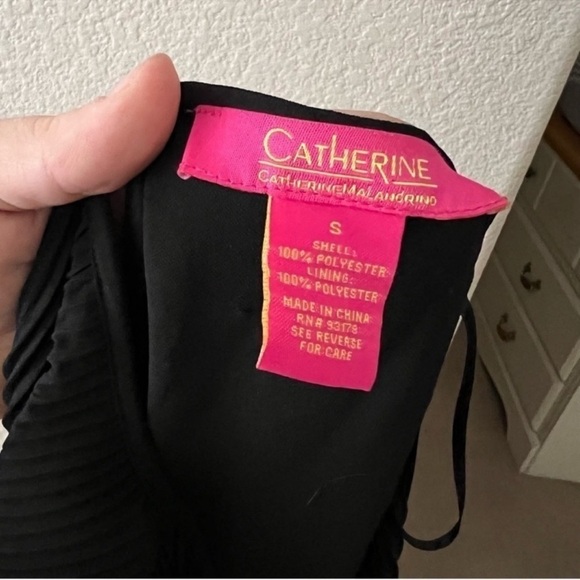 CATHERINE
CATHERINE MALANDRINO
S
SHELL:
100% POLYESTER
LINING:
100% POLYESTER
MADE IN CHINA
RN# 93178
SEE REVERSE
FOR CARE